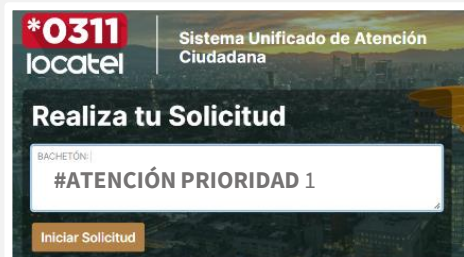 *0311
locatel
Sistema Unificado de Atención
Ciudadana
Realiza tu Solicitud
BACHETÓN:
#ATENCIÓN PRIORIDAD 1
Iniciar Solicitud